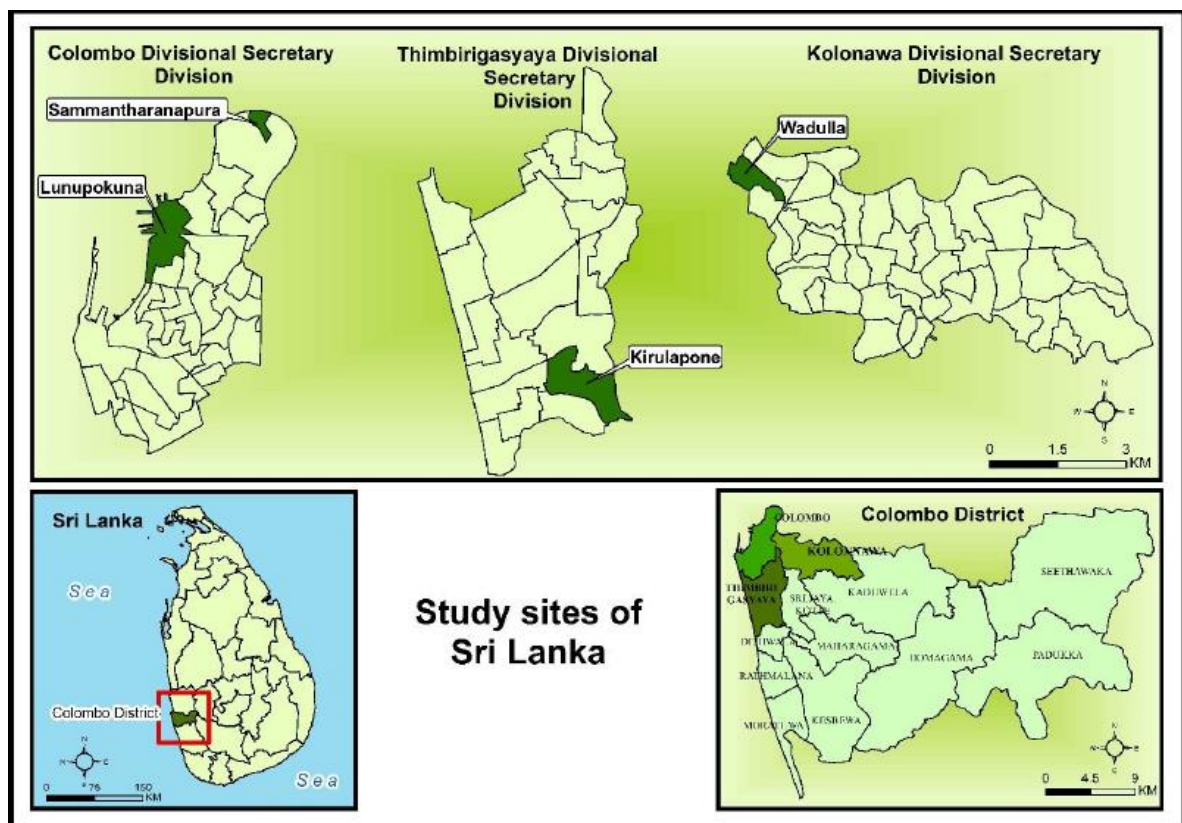 Colombo Divisional Secretary
Division
Thimbirigasyaya Divisional
Secretary
Division
Kolonawa Divisional Secretary
Division
Sammantharanapura
Lunupokuna
Wadulla
Kirulapone
N
W E
S
0 1.5 3
KM
Sri Lanka
Sea
Colombo District
Sea
N
S
0 75 150
KM
Study sites of
Sri Lanka
Colombo District
COLOMBO
KOLONNAWA
SEETHAWAKA
GASYAYA
KADUWELA
MAHARAGAMA
HOMAGAMA
PADUKKA
RATHMALANA
KESBEWA
N
S
0 4.5 9
KM